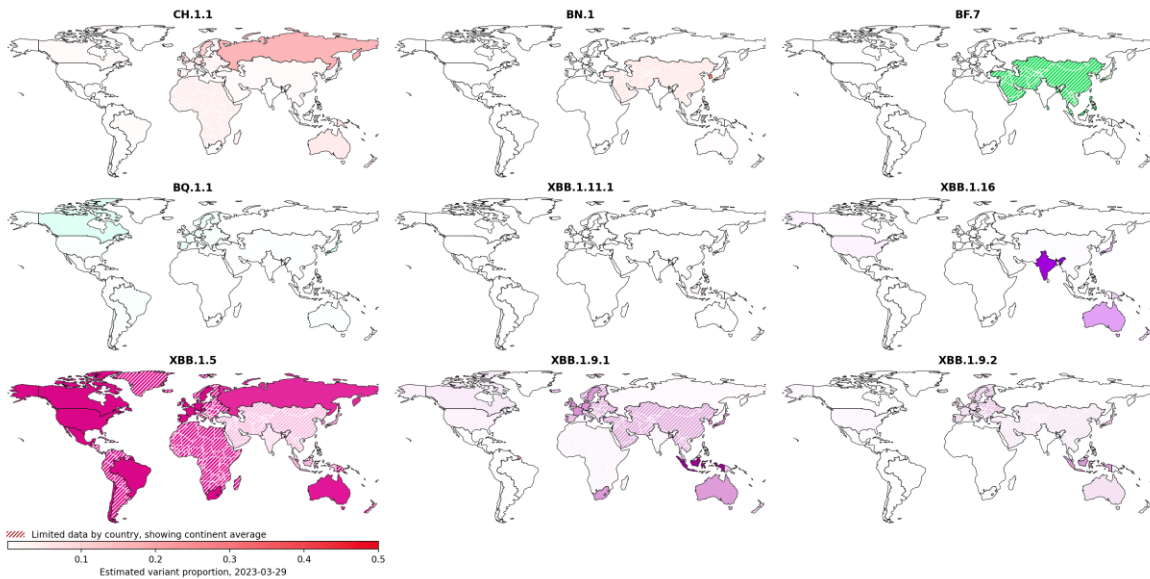 CH.1.1
BN.1
BF.7
BQ.1.1
XBB.1.11.1
XBB.1.16
XBB.1.5
XBB.1.9.1
XBB.1.9.2
Limited data by country, showing continent average
0.1 0.2 0.3 0.4 0.5
Estimated variant proportion, 2023-03-29